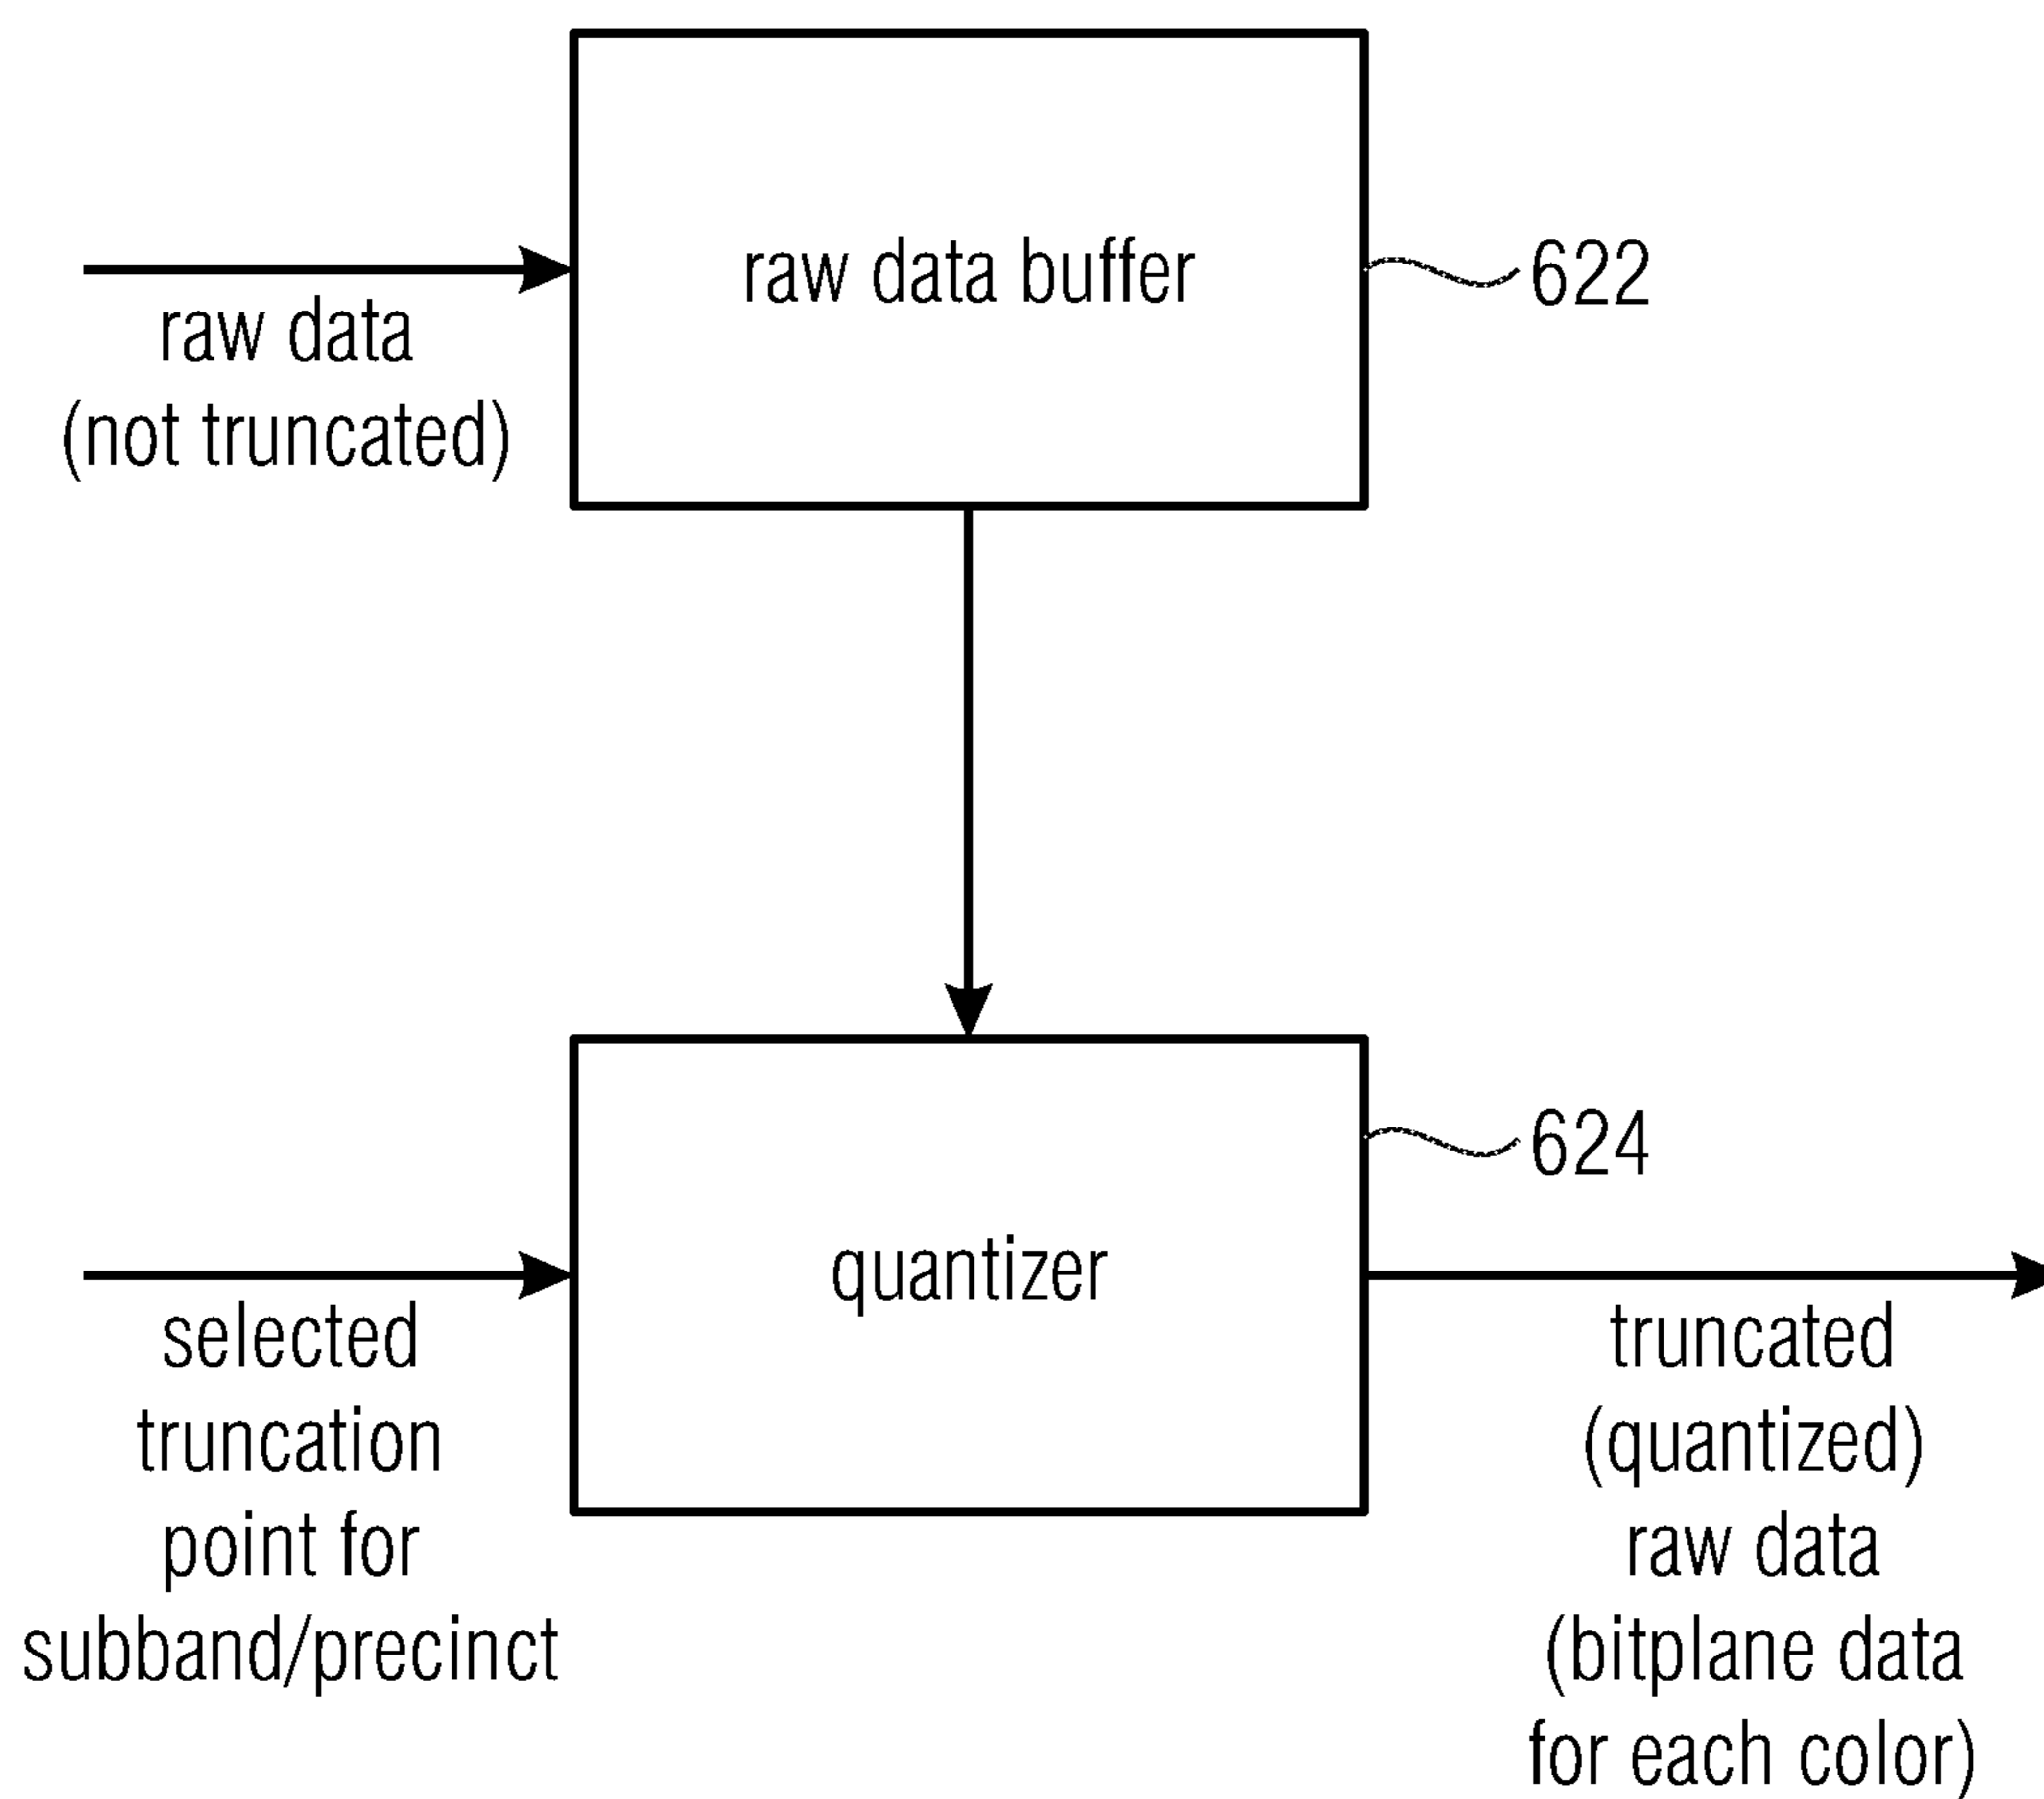 raw data buffer
622
raw data
(not truncated)
624
quantizer
selected
truncation
point for
subband/precinct
truncated
(quantized)
raw data
(bitplane data
for each color)